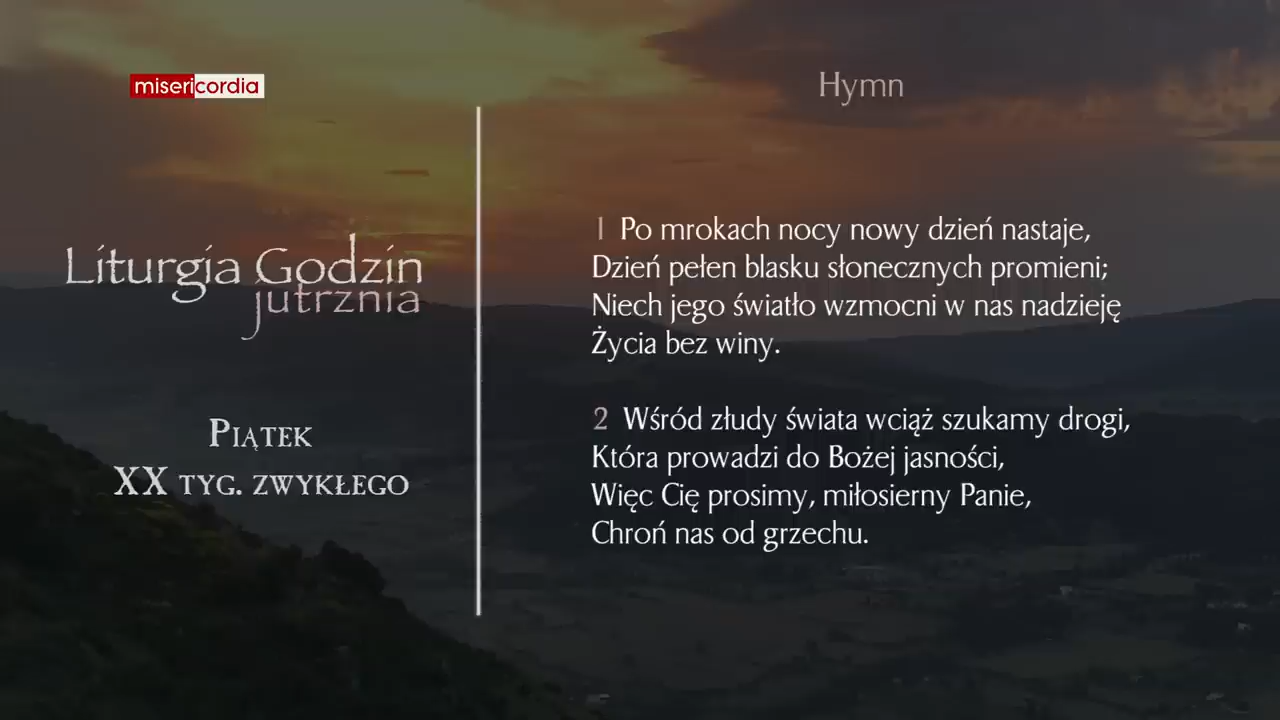 misericordia
Liturgia Godzin
jutrznia
Piątek
XX tyg. zwykłego
Hymn
1 Po mrokach nocy nowy dzień nastaje,
Dzień pełen blasku słonecznych promieni;
Niech jego światło wzmocni w nas nadzieję
Życia bez winy.
2 Wśród złudy świata wciąż szukamy drogi,
Która prowadzi do Bożej jasności,
Więc Cię prosimy, miłosierny Panie,
Chroń nas od grzechu.